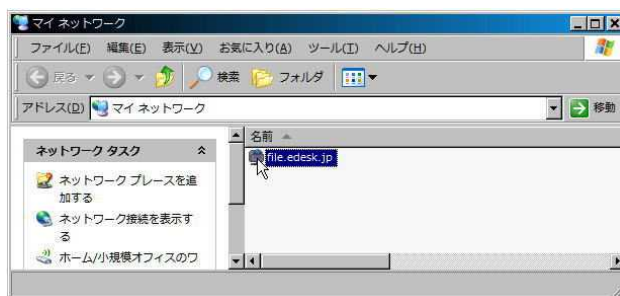 マイ ネットワーク
ファイル(F) 編集(E) 表示(V) お気に入り(A) ツール(T) ヘルプ(H)
戻る 検索 フォルダ
アドレス(D) マイ ネットワーク 移動
ネットワーク タスク
ネットワーク プレースを追
加する
ネットワーク接続を表示す
る
ホーム/小規模オフィスのワ
名前
file.edesk.jp